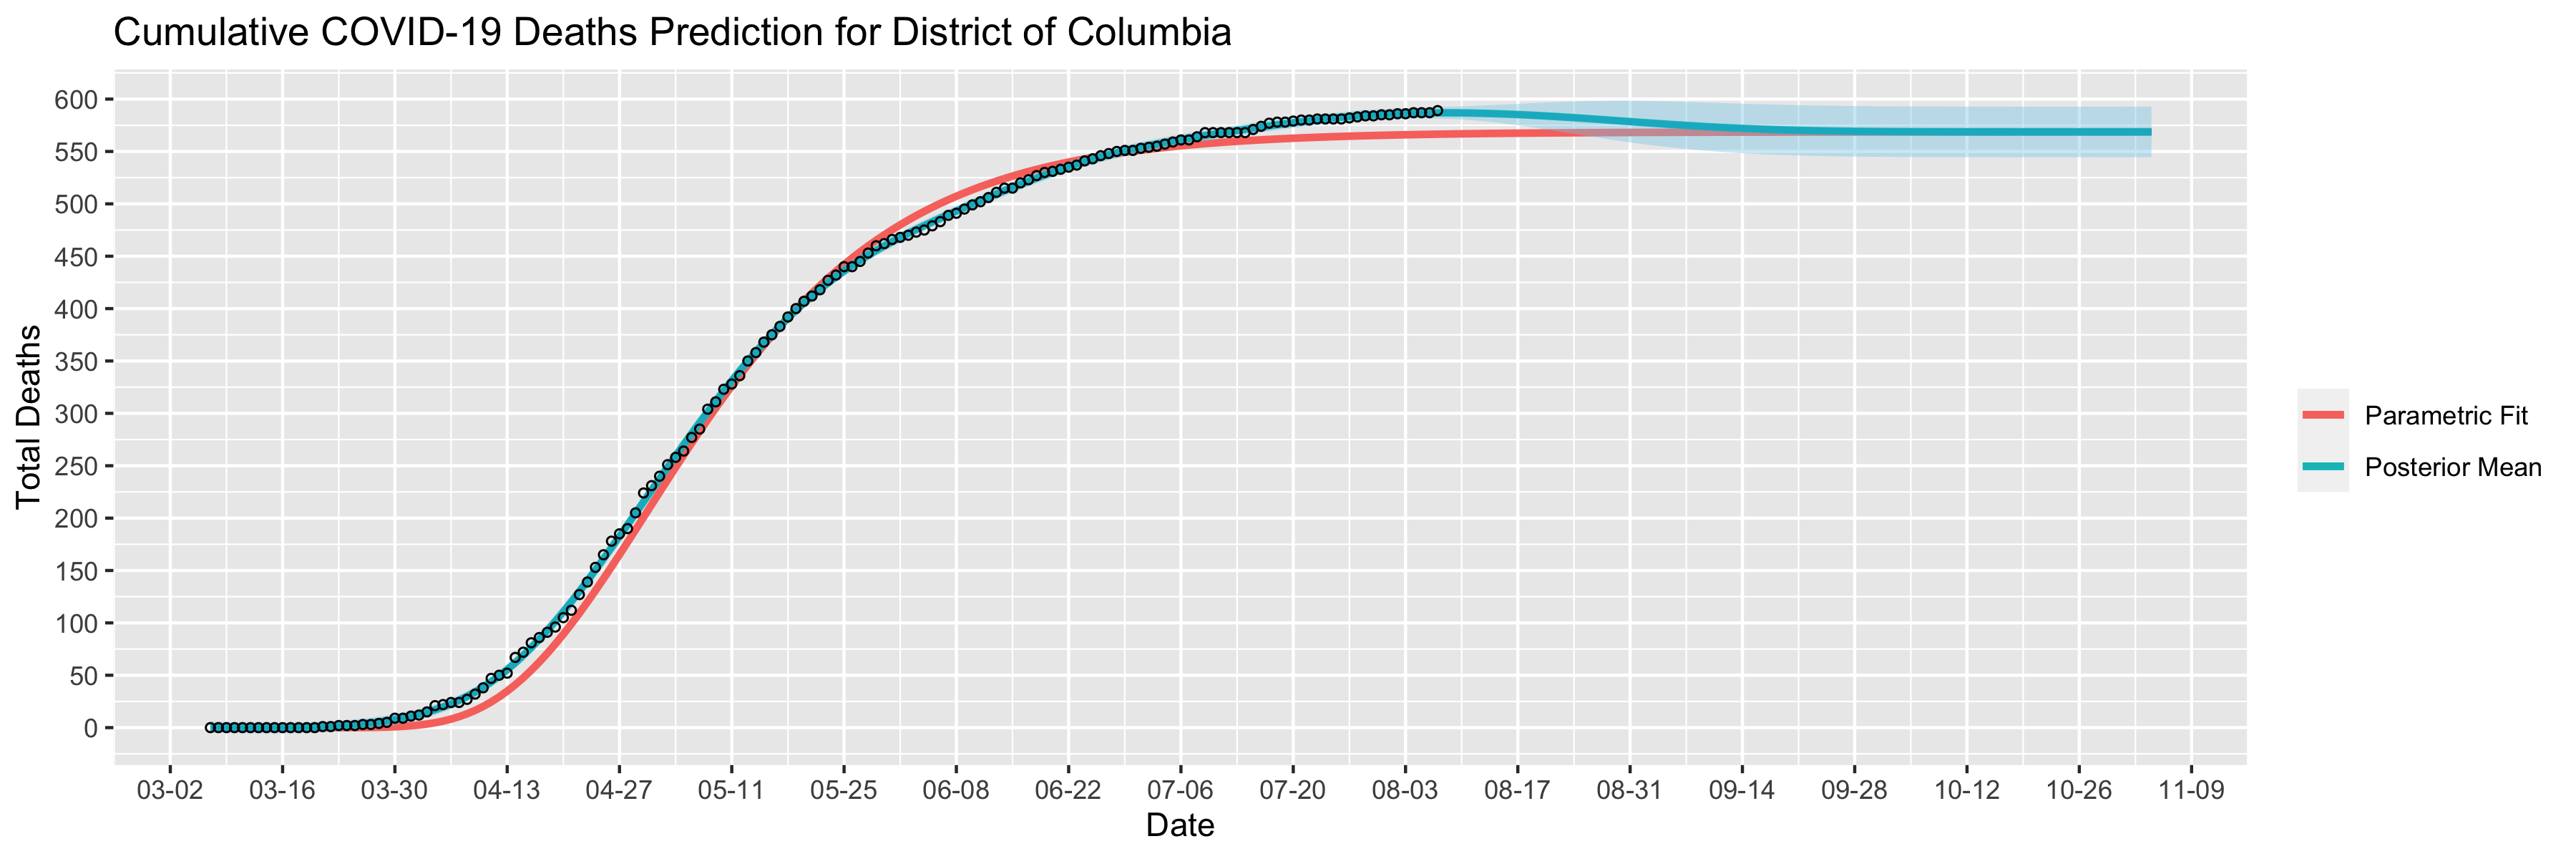 Cumulative COVID-19 Deaths Prediction for District of Columbia
Total Deaths
600
550
500
450
400
350
300
250
200
150
100
50
0
03-02 03-16 03-30 04-13 04-27 05-11 05-25 06-08 06-22 07-06 07-20 08-03 08-17 08-31 09-14 09-28 10-12 10-26 11-09
Date
Parametric Fit
Posterior Mean